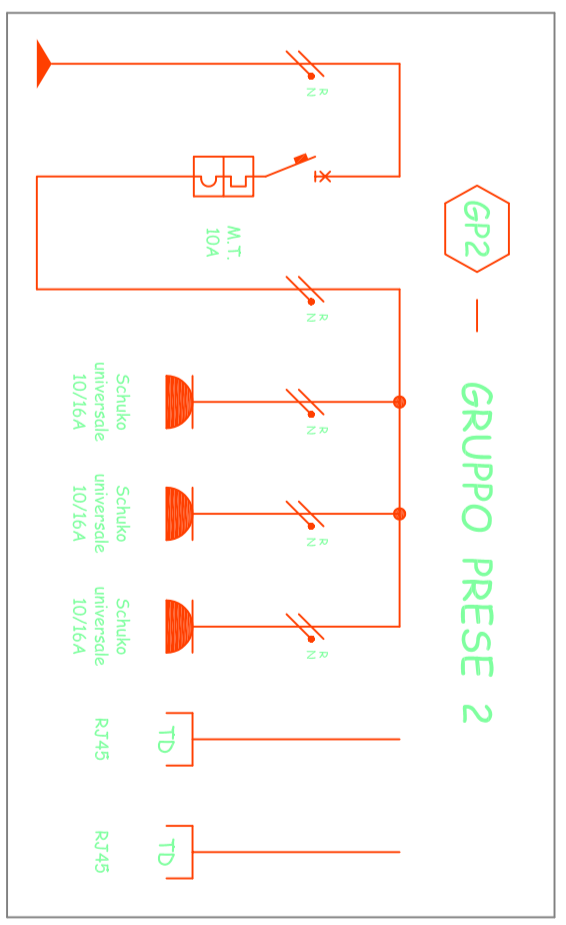 GP2 — GRUPPO PRESE 2
R
N
M.T.
10A
R
N
R
N
Schuko
universale
10/16A
R
N
Schuko
universale
10/16A
R
N
Schuko
universale
10/16A
TD
RJ45
TD
RJ45